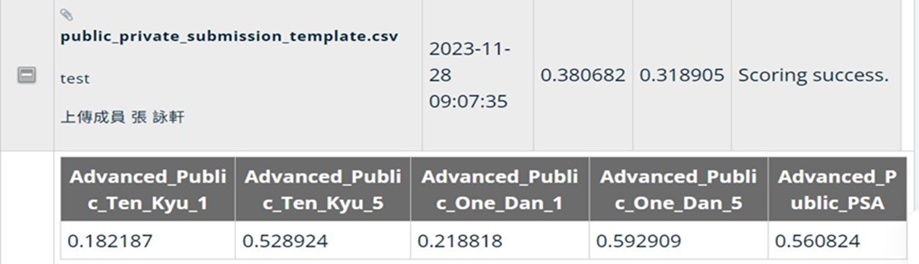 public_private_submission_template.csv
test
上傳成員 張 詠軒
2023-11-
28
09:07:35
0.380682
0.318905
Scoring success.
Advanced_Publi
c_Ten_Kyu_1
Advanced_Publi
c_Ten_Kyu_5
Advanced_Publi
c_One_Dan_1
Advanced_Publi
c_One_Dan_5
Advanced_P
ublic_PSA
0.182187
0.528924
0.218818
0.592909
0.560824